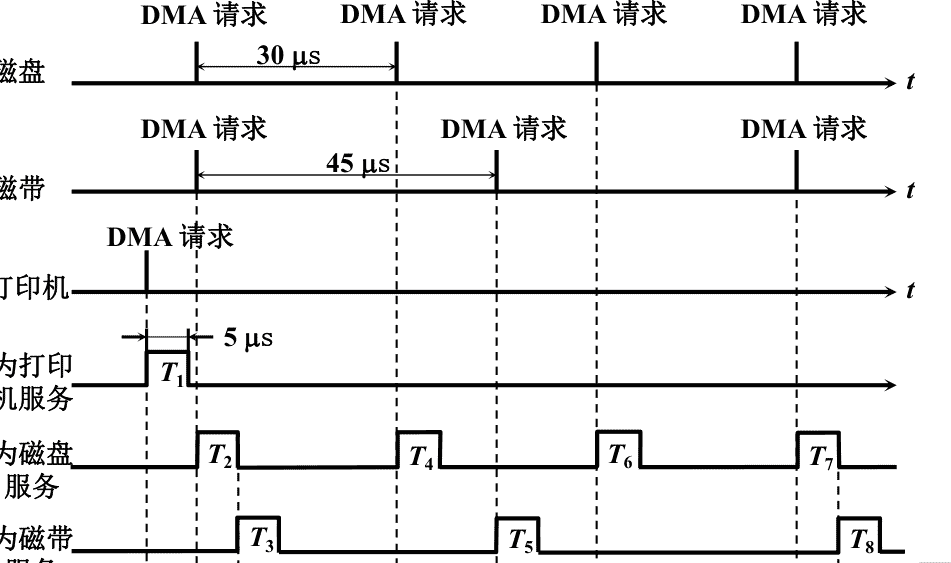 DMA 请求 DMA 请求 DMA 请求 DMA 请求
30 μs
磁盘
t
DMA 请求 DMA 请求 DMA 请求
45 μs
磁带
t
DMA 请求
打印机
t
5 μs
为打印
机服务
T1
为磁盘
服务
T2 T4 T6 T7
为磁带
服务
T3 T5 T8